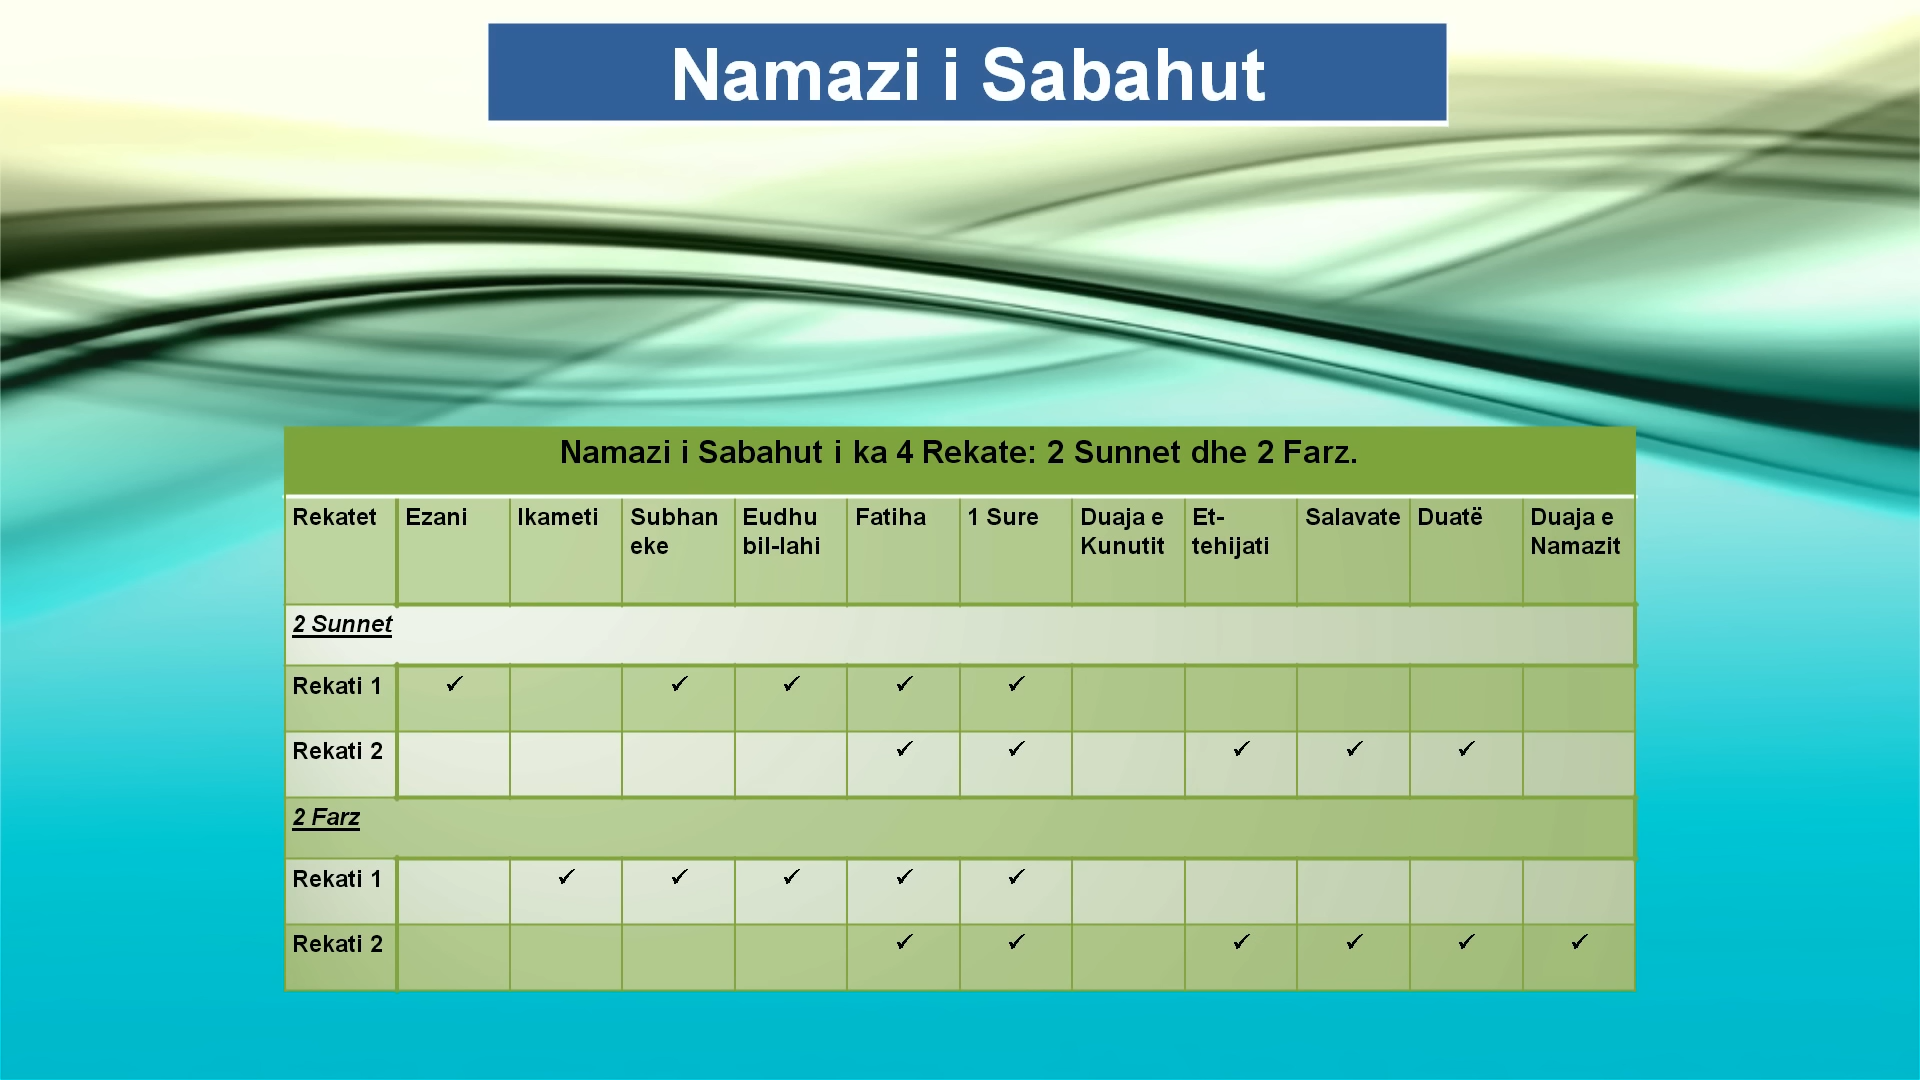 Namazi i Sabahut
Namazi i Sabahut i ka 4 Rekate: 2 Sunnet dhe 2 Farz.
Rekatet Ezani Ikameti Subhan eke Eudhu bil-lahi Fatiha 1 Sure Duaja e Kunutit Et-tehijati Salavate Duatë Duaja e Namazit
2 Sunnet
Rekati 1 ✓ ✓ ✓ ✓ ✓
Rekati 2 ✓ ✓ ✓ ✓ ✓
2 Farz
Rekati 1 ✓ ✓ ✓ ✓ ✓
Rekati 2 ✓ ✓ ✓ ✓ ✓ ✓